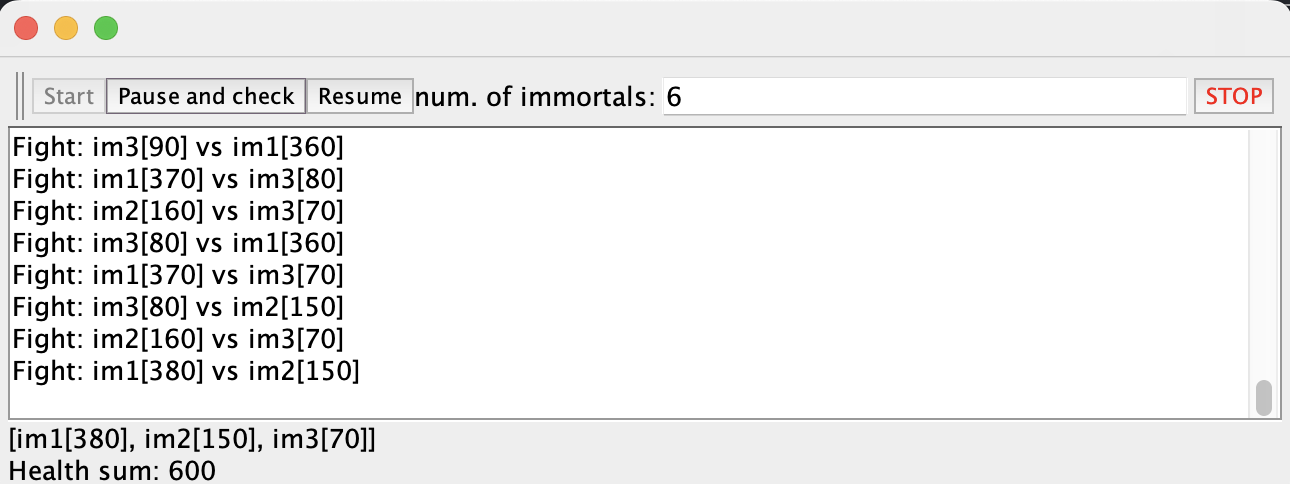 Start Pause and check Resume num. of immortals: 6 STOP
Fight: im3[90] vs im1[360]
Fight: im1[370] vs im3[80]
Fight: im2[160] vs im3[70]
Fight: im3[80] vs im1[360]
Fight: im1[370] vs im3[70]
Fight: im3[80] vs im2[150]
Fight: im2[160] vs im3[70]
Fight: im1[380] vs im2[150]
[im1[380], im2[150], im3[70]]
Health sum: 600